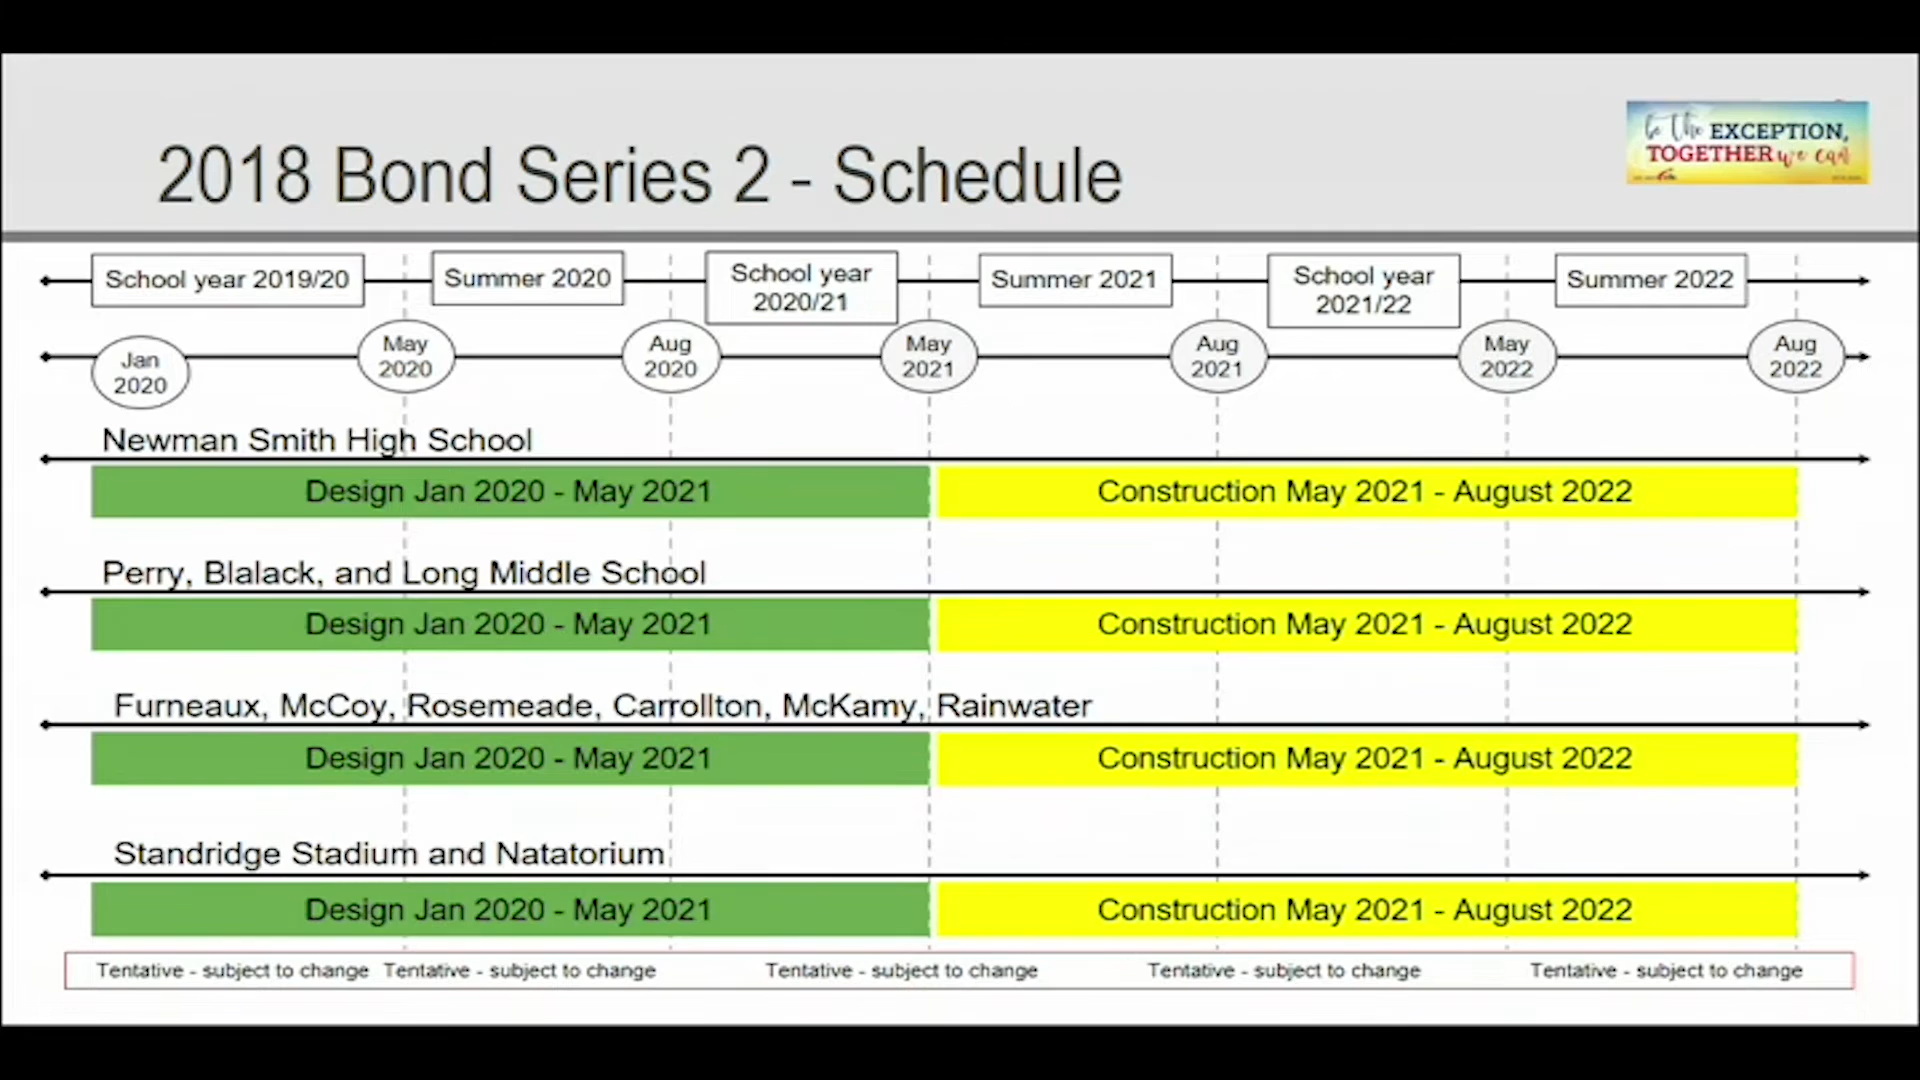 be the EXCEPTION,
TOGETHER we can
2018 Bond Series 2 - Schedule
School year 2019/20
Summer 2020
School year
2020/21
Summer 2021
School year
2021/22
Summer 2022
Jan
2020
May
2020
Aug
2020
May
2021
Aug
2021
May
2022
Aug
2022
Newman Smith High School
Design Jan 2020 - May 2021
Construction May 2021 - August 2022
Perry, Blalack, and Long Middle School
Design Jan 2020 - May 2021
Construction May 2021 - August 2022
Furneaux, McCoy, Rosemeade, Carrollton, McKamy, Rainwater
Design Jan 2020 - May 2021
Construction May 2021 - August 2022
Standridge Stadium and Natatorium
Design Jan 2020 - May 2021
Construction May 2021 - August 2022
Tentative - subject to change Tentative - subject to change Tentative - subject to change Tentative - subject to change Tentative - subject to change